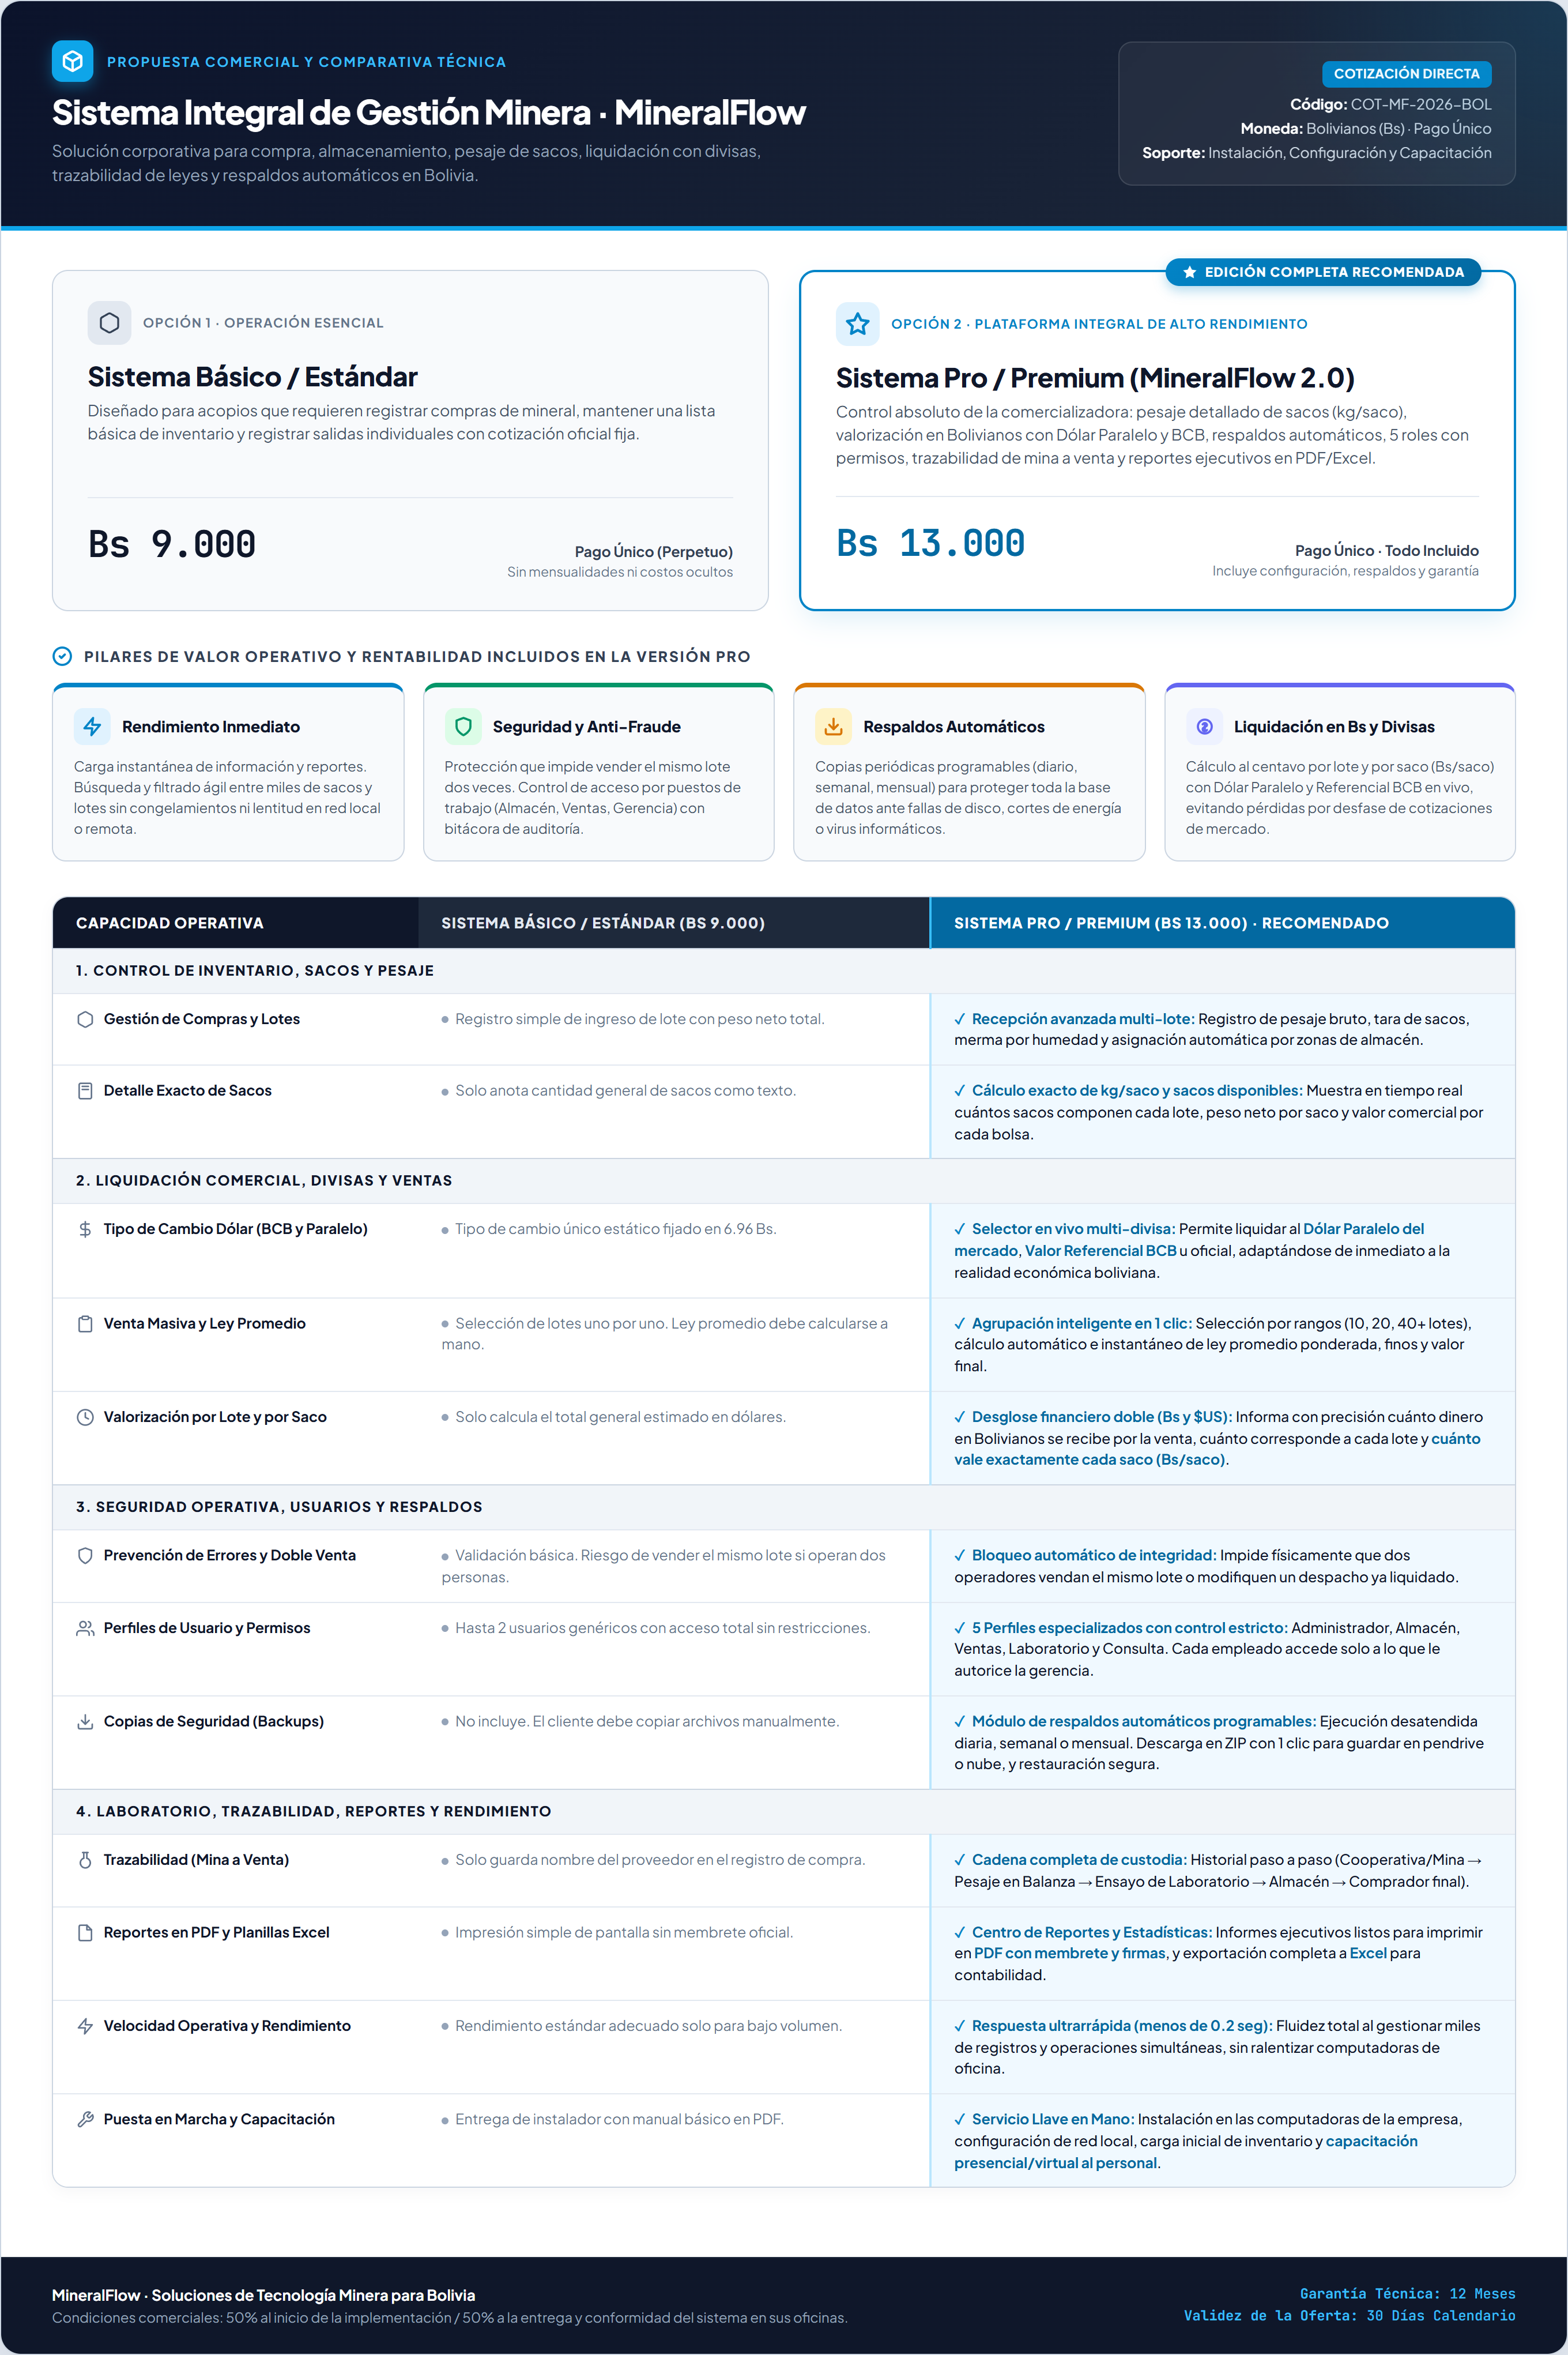 PROPUESTA COMERCIAL Y COMPARATIVA TÉCNICA
Sistema Integral de Gestión Minera · MineralFlow
Solución corporativa para compra, almacenamiento, pesaje de sacos, liquidación con divisas,
trazabilidad de leyes y respaldos automáticos en Bolivia.
COTIZACIÓN DIRECTA
Código: COT-MF-2026-BOL
Moneda: Bolivianos (Bs) · Pago Único
Soporte: Instalación, Configuración y Capacitación
OPCIÓN 1 · OPERACIÓN ESENCIAL
Sistema Básico / Estándar
Diseñado para acopios que requieren registrar compras de mineral, mantener una lista
básica de inventario y registrar salidas individuales con cotización oficial fija.
Bs 9.000
Pago Único (Perpetuo)
Sin mensualidades ni costos ocultos
EDICIÓN COMPLETA RECOMENDADA
OPCIÓN 2 · PLATAFORMA INTEGRAL DE ALTO RENDIMIENTO
Sistema Pro / Premium (MineralFlow 2.0)
Control absoluto de la comercializadora: pesaje detallado de sacos (kg/saco),
valorización en Bolivianos con Dólar Paralelo y BCB, respaldos automáticos, 5 roles con
permisos, trazabilidad de mina a venta y reportes ejecutivos en PDF/Excel.
Bs 13.000
Pago Único · Todo Incluido
Incluye configuración, respaldos y garantía
PILARES DE VALOR OPERATIVO Y RENTABILIDAD INCLUIDOS EN LA VERSIÓN PRO
Rendimiento Inmediato
Carga instantánea de información y reportes.
Búsqueda y filtrado ágil entre miles de sacos y
lotes sin congelamientos ni lentitud en red local
o remota.
Seguridad y Anti-Fraude
Protección que impide vender el mismo lote
dos veces. Control de acceso por puestos de
trabajo (Almacén, Ventas, Gerencia) con
bitácora de auditoría.
Respaldos Automáticos
Copias periódicas programables (diario,
semanal, mensual) para proteger toda la base
de datos ante fallas de disco, cortes de energía
o virus informáticos.
Liquidación en Bs y Divisas
Cálculo al centavo por lote y por saco (Bs/saco)
con Dólar Paralelo y Referencial BCB en vivo,
evitando pérdidas por desfase de cotizaciones
de mercado.
CAPACIDAD OPERATIVA
SISTEMA BÁSICO / ESTÁNDAR (BS 9.000)
SISTEMA PRO / PREMIUM (BS 13.000) · RECOMENDADO
1. CONTROL DE INVENTARIO, SACOS Y PESAJE
Gestión de Compras y Lotes
● Registro simple de ingreso de lote con peso neto total.
✓ Recepción avanzada multi-lote: Registro de pesaje bruto, tara de sacos,
merma por humedad y asignación automática por zonas de almacén.
Detalle Exacto de Sacos
● Solo anota cantidad general de sacos como texto.
✓ Cálculo exacto de kg/saco y sacos disponibles: Muestra en tiempo real
cuántos sacos componen cada lote, peso neto por saco y valor comercial por
cada bolsa.
2. LIQUIDACIÓN COMERCIAL, DIVISAS Y VENTAS
Tipo de Cambio Dólar (BCB y Paralelo)
● Tipo de cambio único estático fijado en 6.96 Bs.
✓ Selector en vivo multi-divisa: Permite liquidar al Dólar Paralelo del
mercado, Valor Referencial BCB u oficial, adaptándose de inmediato a la
realidad económica boliviana.
Venta Masiva y Ley Promedio
● Selección de lotes uno por uno. Ley promedio debe calcularse a
mano.
✓ Agrupación inteligente en 1 clic: Selección por rangos (10, 20, 40+ lotes),
cálculo automático e instantáneo de ley promedio ponderada, finos y valor
final.
Valorización por Lote y por Saco
● Solo calcula el total general estimado en dólares.
✓ Desglose financiero doble (Bs y $US): Informa con precisión cuánto dinero
en Bolivianos se recibe por la venta, cuánto corresponde a cada lote y cuánto
vale exactamente cada saco (Bs/saco).
3. SEGURIDAD OPERATIVA, USUARIOS Y RESPALDOS
Prevención de Errores y Doble Venta
● Validación básica. Riesgo de vender el mismo lote si operan dos
personas.
✓ Bloqueo automático de integridad: Impide físicamente que dos
operadores vendan el mismo lote o modifiquen un despacho ya liquidado.
Perfiles de Usuario y Permisos
● Hasta 2 usuarios genéricos con acceso total sin restricciones.
✓ 5 Perfiles especializados con control estricto: Administrador, Almacén,
Ventas, Laboratorio y Consulta. Cada empleado accede solo a lo que le
autorice la gerencia.
Copias de Seguridad (Backups)
● No incluye. El cliente debe copiar archivos manualmente.
✓ Módulo de respaldos automáticos programables: Ejecución desatendida
diaria, semanal o mensual. Descarga en ZIP con 1 clic para guardar en pendrive
o nube, y restauración segura.
4. LABORATORIO, TRAZABILIDAD, REPORTES Y RENDIMIENTO
Trazabilidad (Mina a Venta)
● Solo guarda nombre del proveedor en el registro de compra.
✓ Cadena completa de custodia: Historial paso a paso (Cooperativa/Mina →
Pesaje en Balanza → Ensayo de Laboratorio → Almacén → Comprador final).
Reportes en PDF y Planillas Excel
● Impresión simple de pantalla sin membrete oficial.
✓ Centro de Reportes y Estadísticas: Informes ejecutivos listos para imprimir
en PDF con membrete y firmas, y exportación completa a Excel para
contabilidad.
Velocidad Operativa y Rendimiento
● Rendimiento estándar adecuado solo para bajo volumen.
✓ Respuesta ultrarrápida (menos de 0.2 seg): Fluidez total al gestionar miles
de registros y operaciones simultáneas, sin ralentizar computadoras de
oficina.
Puesta en Marcha y Capacitación
● Entrega de instalador con manual básico en PDF.
✓ Servicio Llave en Mano: Instalación en las computadoras de la empresa,
configuración de red local, carga inicial de inventario y capacitación
presencial/virtual al personal.
MineralFlow · Soluciones de Tecnología Minera para Bolivia
Condiciones comerciales: 50% al inicio de la implementación / 50% a la entrega y conformidad del sistema en sus oficinas.
Garantía Técnica: 12 Meses
Validez de la Oferta: 30 Días Calendario